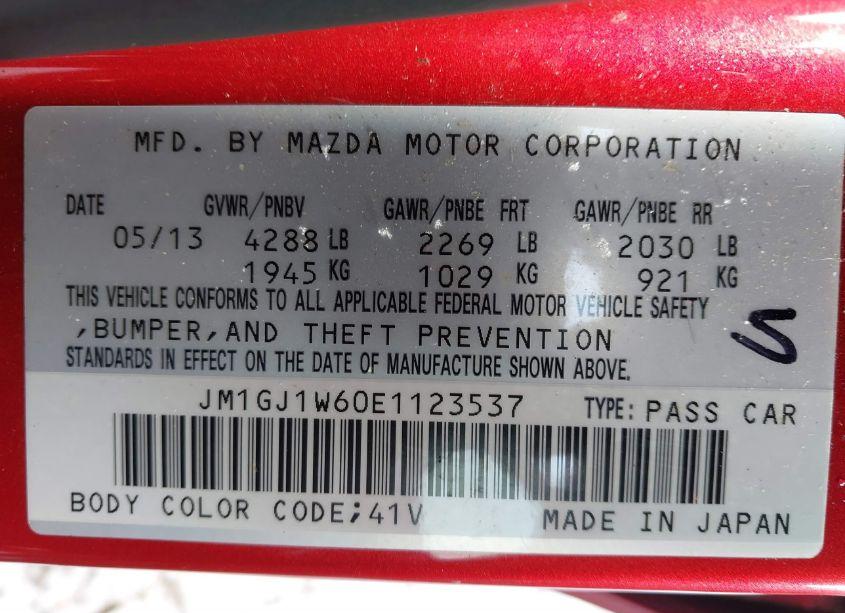 MFD. BY MAZDA MOTOR CORPORATION
DATE GVWR/PNBV GAWR/PNBE FRT GAWR/PNBE RR
05/13 4288 LB 2269 LB 2030 LB
1945 KG 1029 KG 921 KG
THIS VEHICLE CONFORMS TO ALL APPLICABLE FEDERAL MOTOR VEHICLE SAFETY
,BUMPER,AND THEFT PREVENTION
STANDARDS IN EFFECT ON THE DATE OF MANUFACTURE SHOWN ABOVE.
JM1GJ1W60E1123537 TYPE: PASS CAR
BODY COLOR CODE;41V MADE IN JAPAN